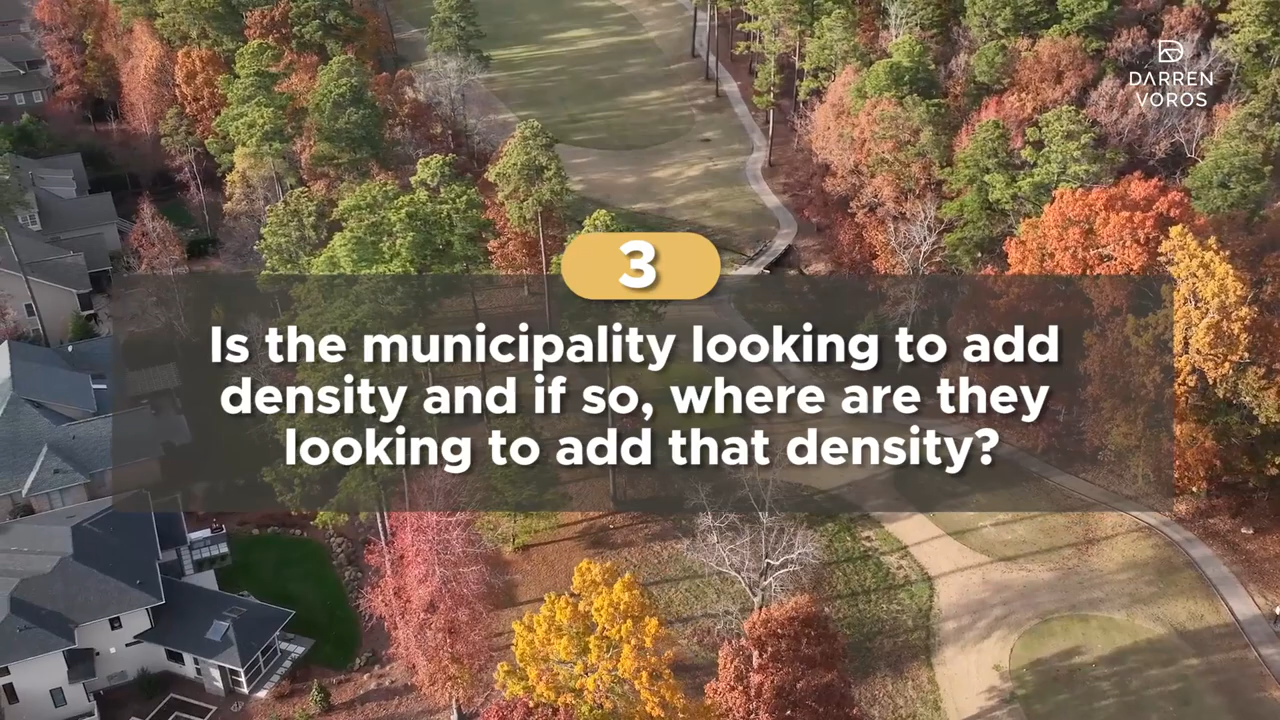 DARREN
VOROS
3
Is the municipality looking to add
density and if so, where are they
looking to add that density?